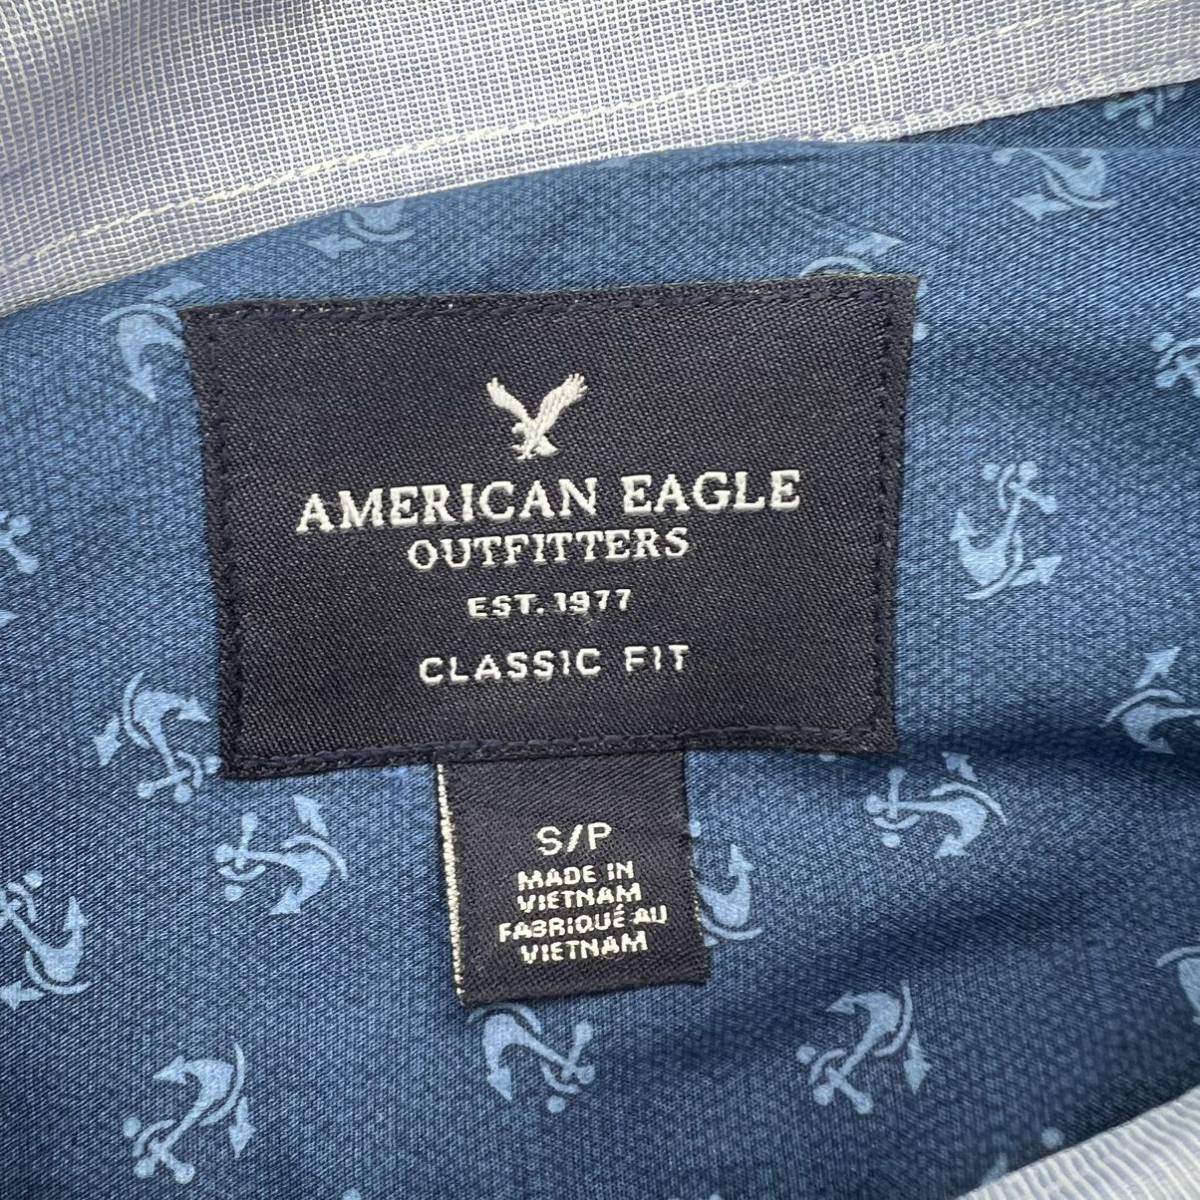 AMERICAN EAGLE
OUTFITTERS
EST. 1977
CLASSIC FIT
S/P
MADE IN
VIETNAM
FABRIQUÉ AU
VIETNAM